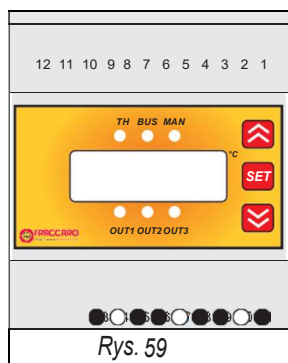 12 11 10 9 8 7 6 5 4 3 2 1
TH BUS MAN
°C
SET
FRACCARO
OUT1 OUT2 OUT3
Rys. 59